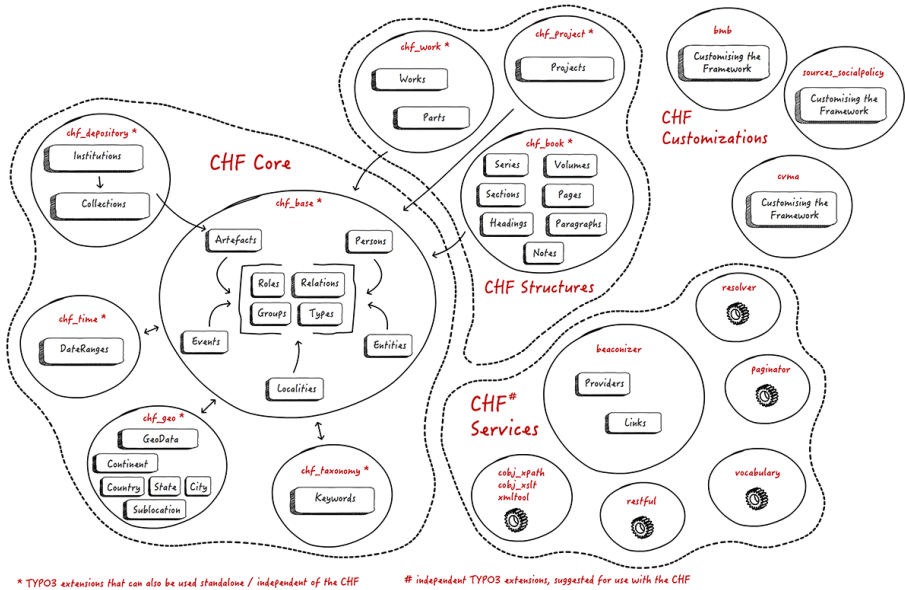 chf_work *
Works
Parts
chf_project *
Projects
bmb
Customising the
Framework
sources_socialpolicy
Customising the
Framework
CHF
Customizations
cvma
Customising the
Framework
chf_depository *
Institutions
Collections
CHF Core
chf_book *
Series
Volumes
Sections
Pages
Headings
Paragraphs
Notes
CHF Structures
chf_base *
Artefacts
Persons
Roles
Relations
Groups
Types
Events
Entities
Localities
chf_time *
DateRanges
chf_geo *
GeoData
Continent
Country
State
City
Sublocation
chf_taxonomy *
Keywords
CHF#
Services
beaconizer
Providers
Links
resolver
paginator
vocabulary
restful
cobj_xpath
cobj_xslt
xmltool
* TYPO3 extensions that can also be used standalone / independent of the CHF
# independent TYPO3 extensions, suggested for use with the CHF